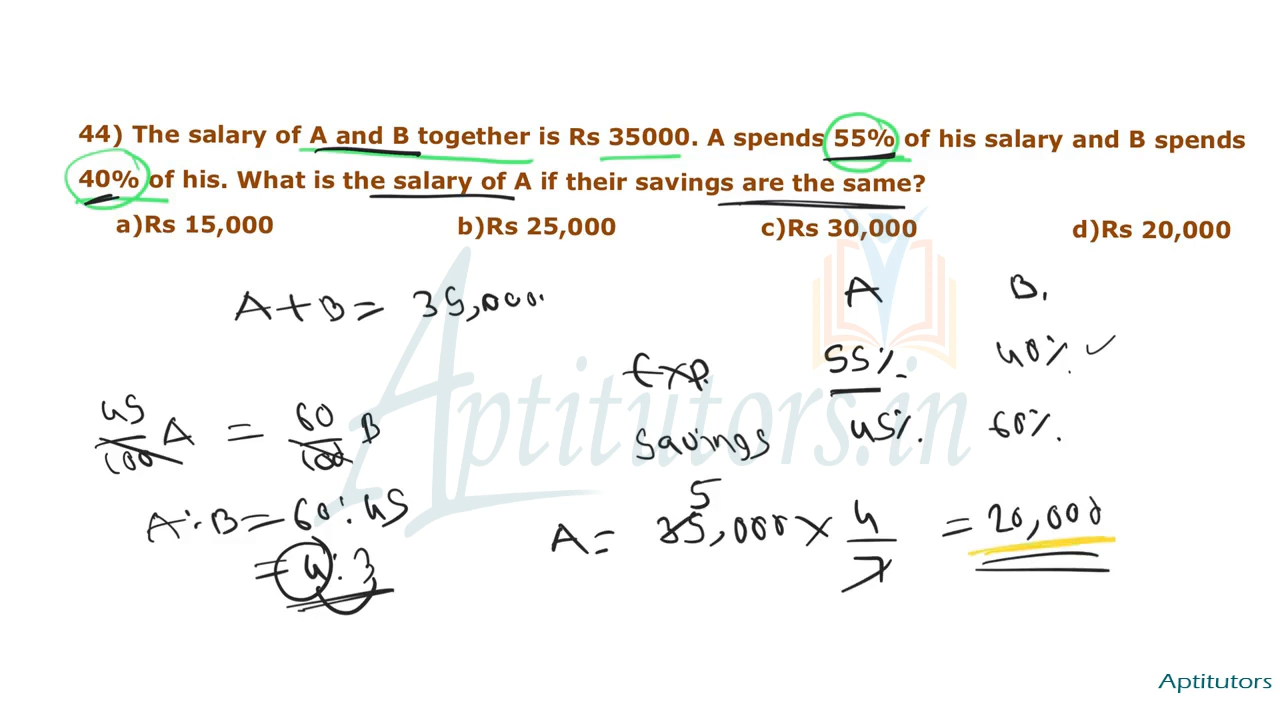 44) The salary of A and B together is Rs 35000. A spends 55% of his salary and B spends
40% of his. What is the salary of A if their savings are the same?
a)Rs 15,000 b)Rs 25,000 c)Rs 30,000 d)Rs 20,000
A+B= 35,000.
A B.
Exp. 55%. 40%. ✓
Savings 45%. 60%.
45/100 A = 60/100 B
A:B= 60:45
= 4:3
5
A= 35,000 × 4/7 = 20,000
Aptitutors.in
Aptitutors